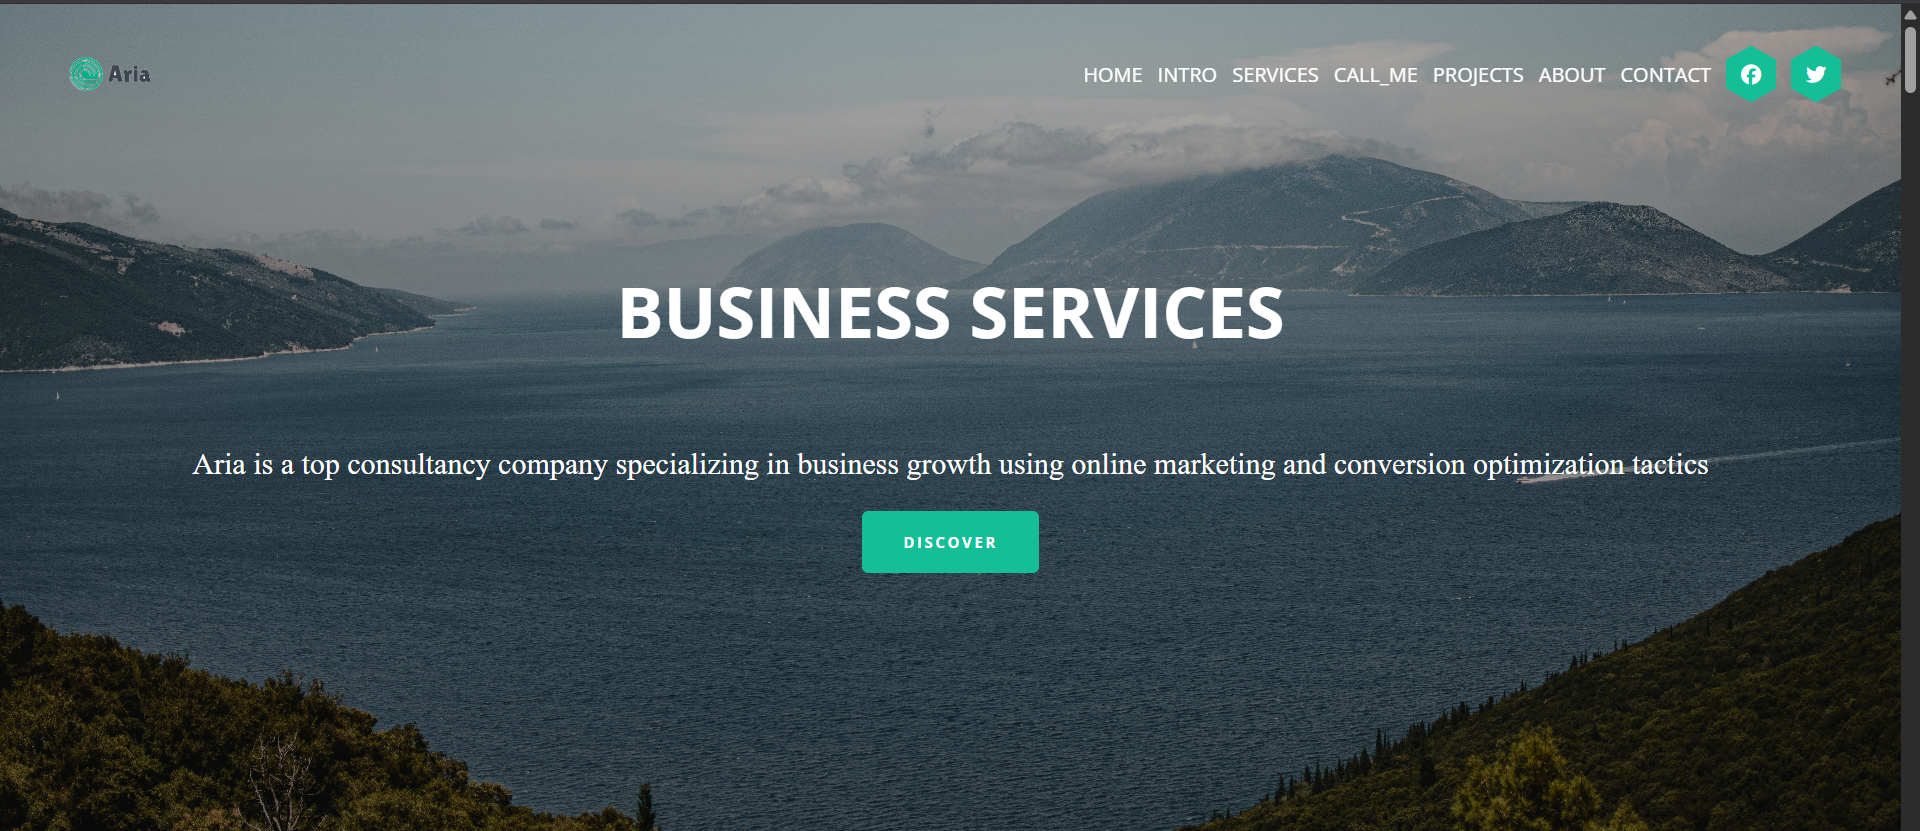 Aria
HOME INTRO SERVICES CALL_ME PROJECTS ABOUT CONTACT
BUSINESS SERVICES
Aria is a top consultancy company specializing in business growth using online marketing and conversion optimization tactics
DISCOVER